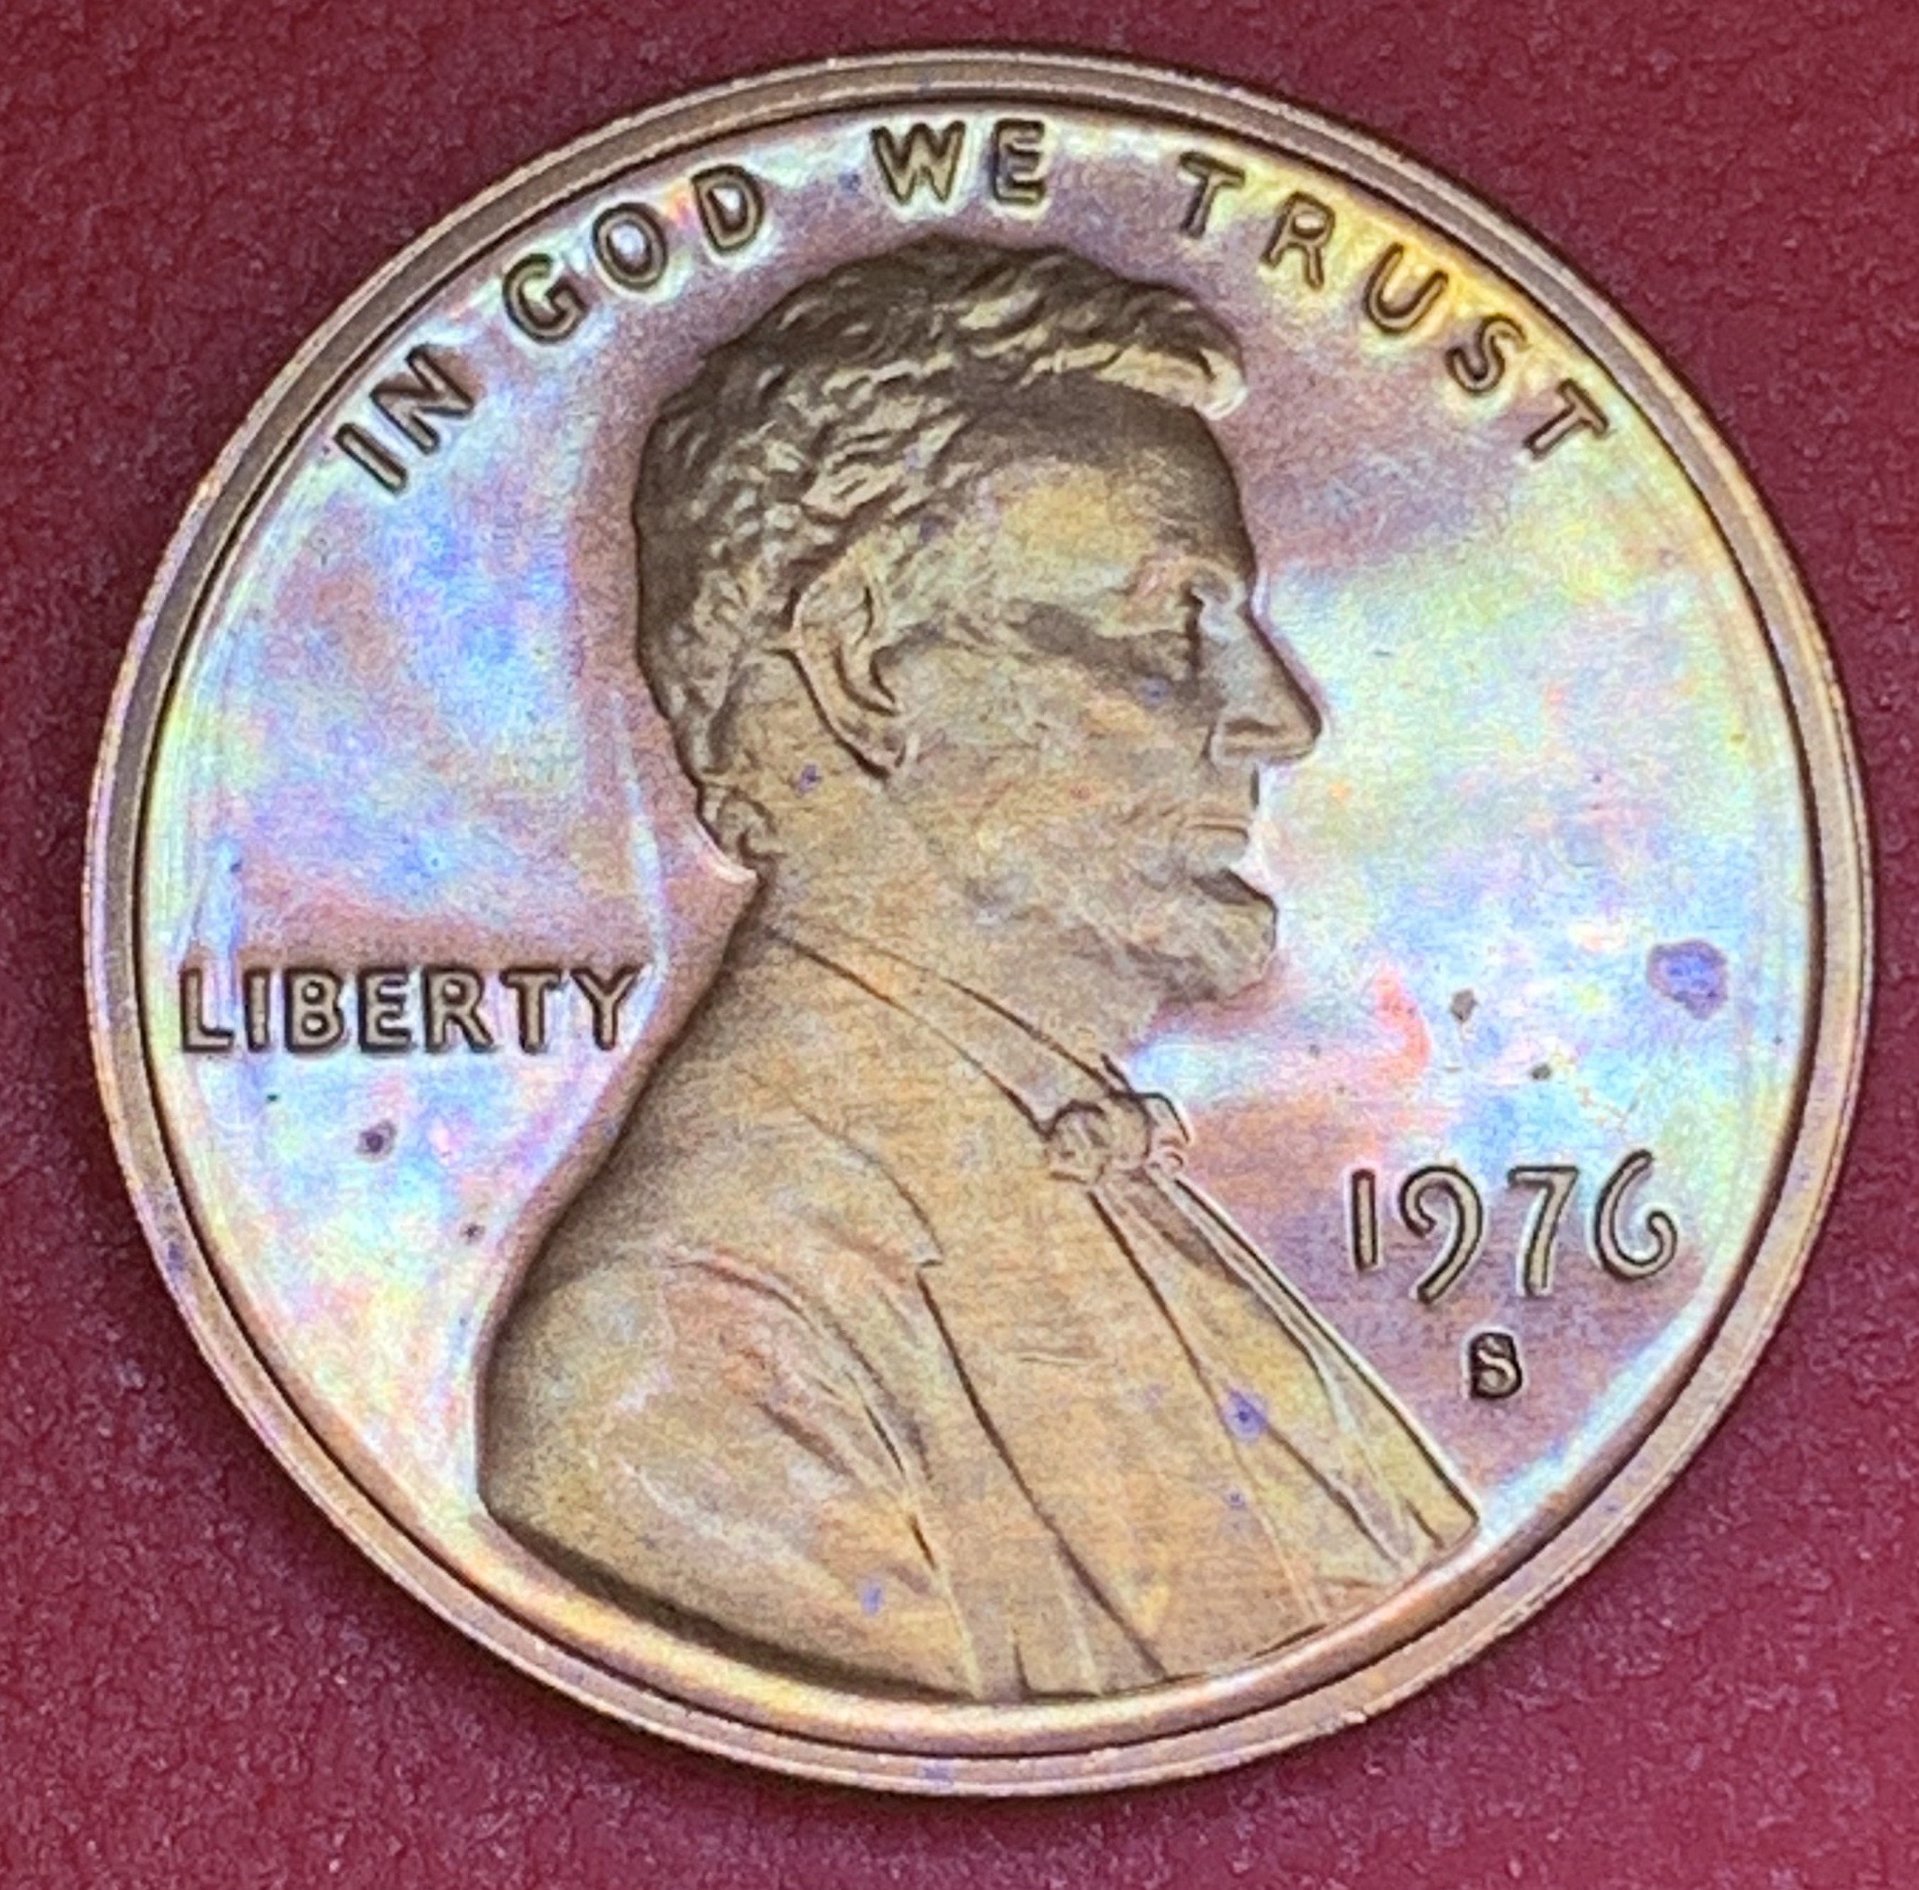 IN GOD WE TRUST
LIBERTY
1976
S